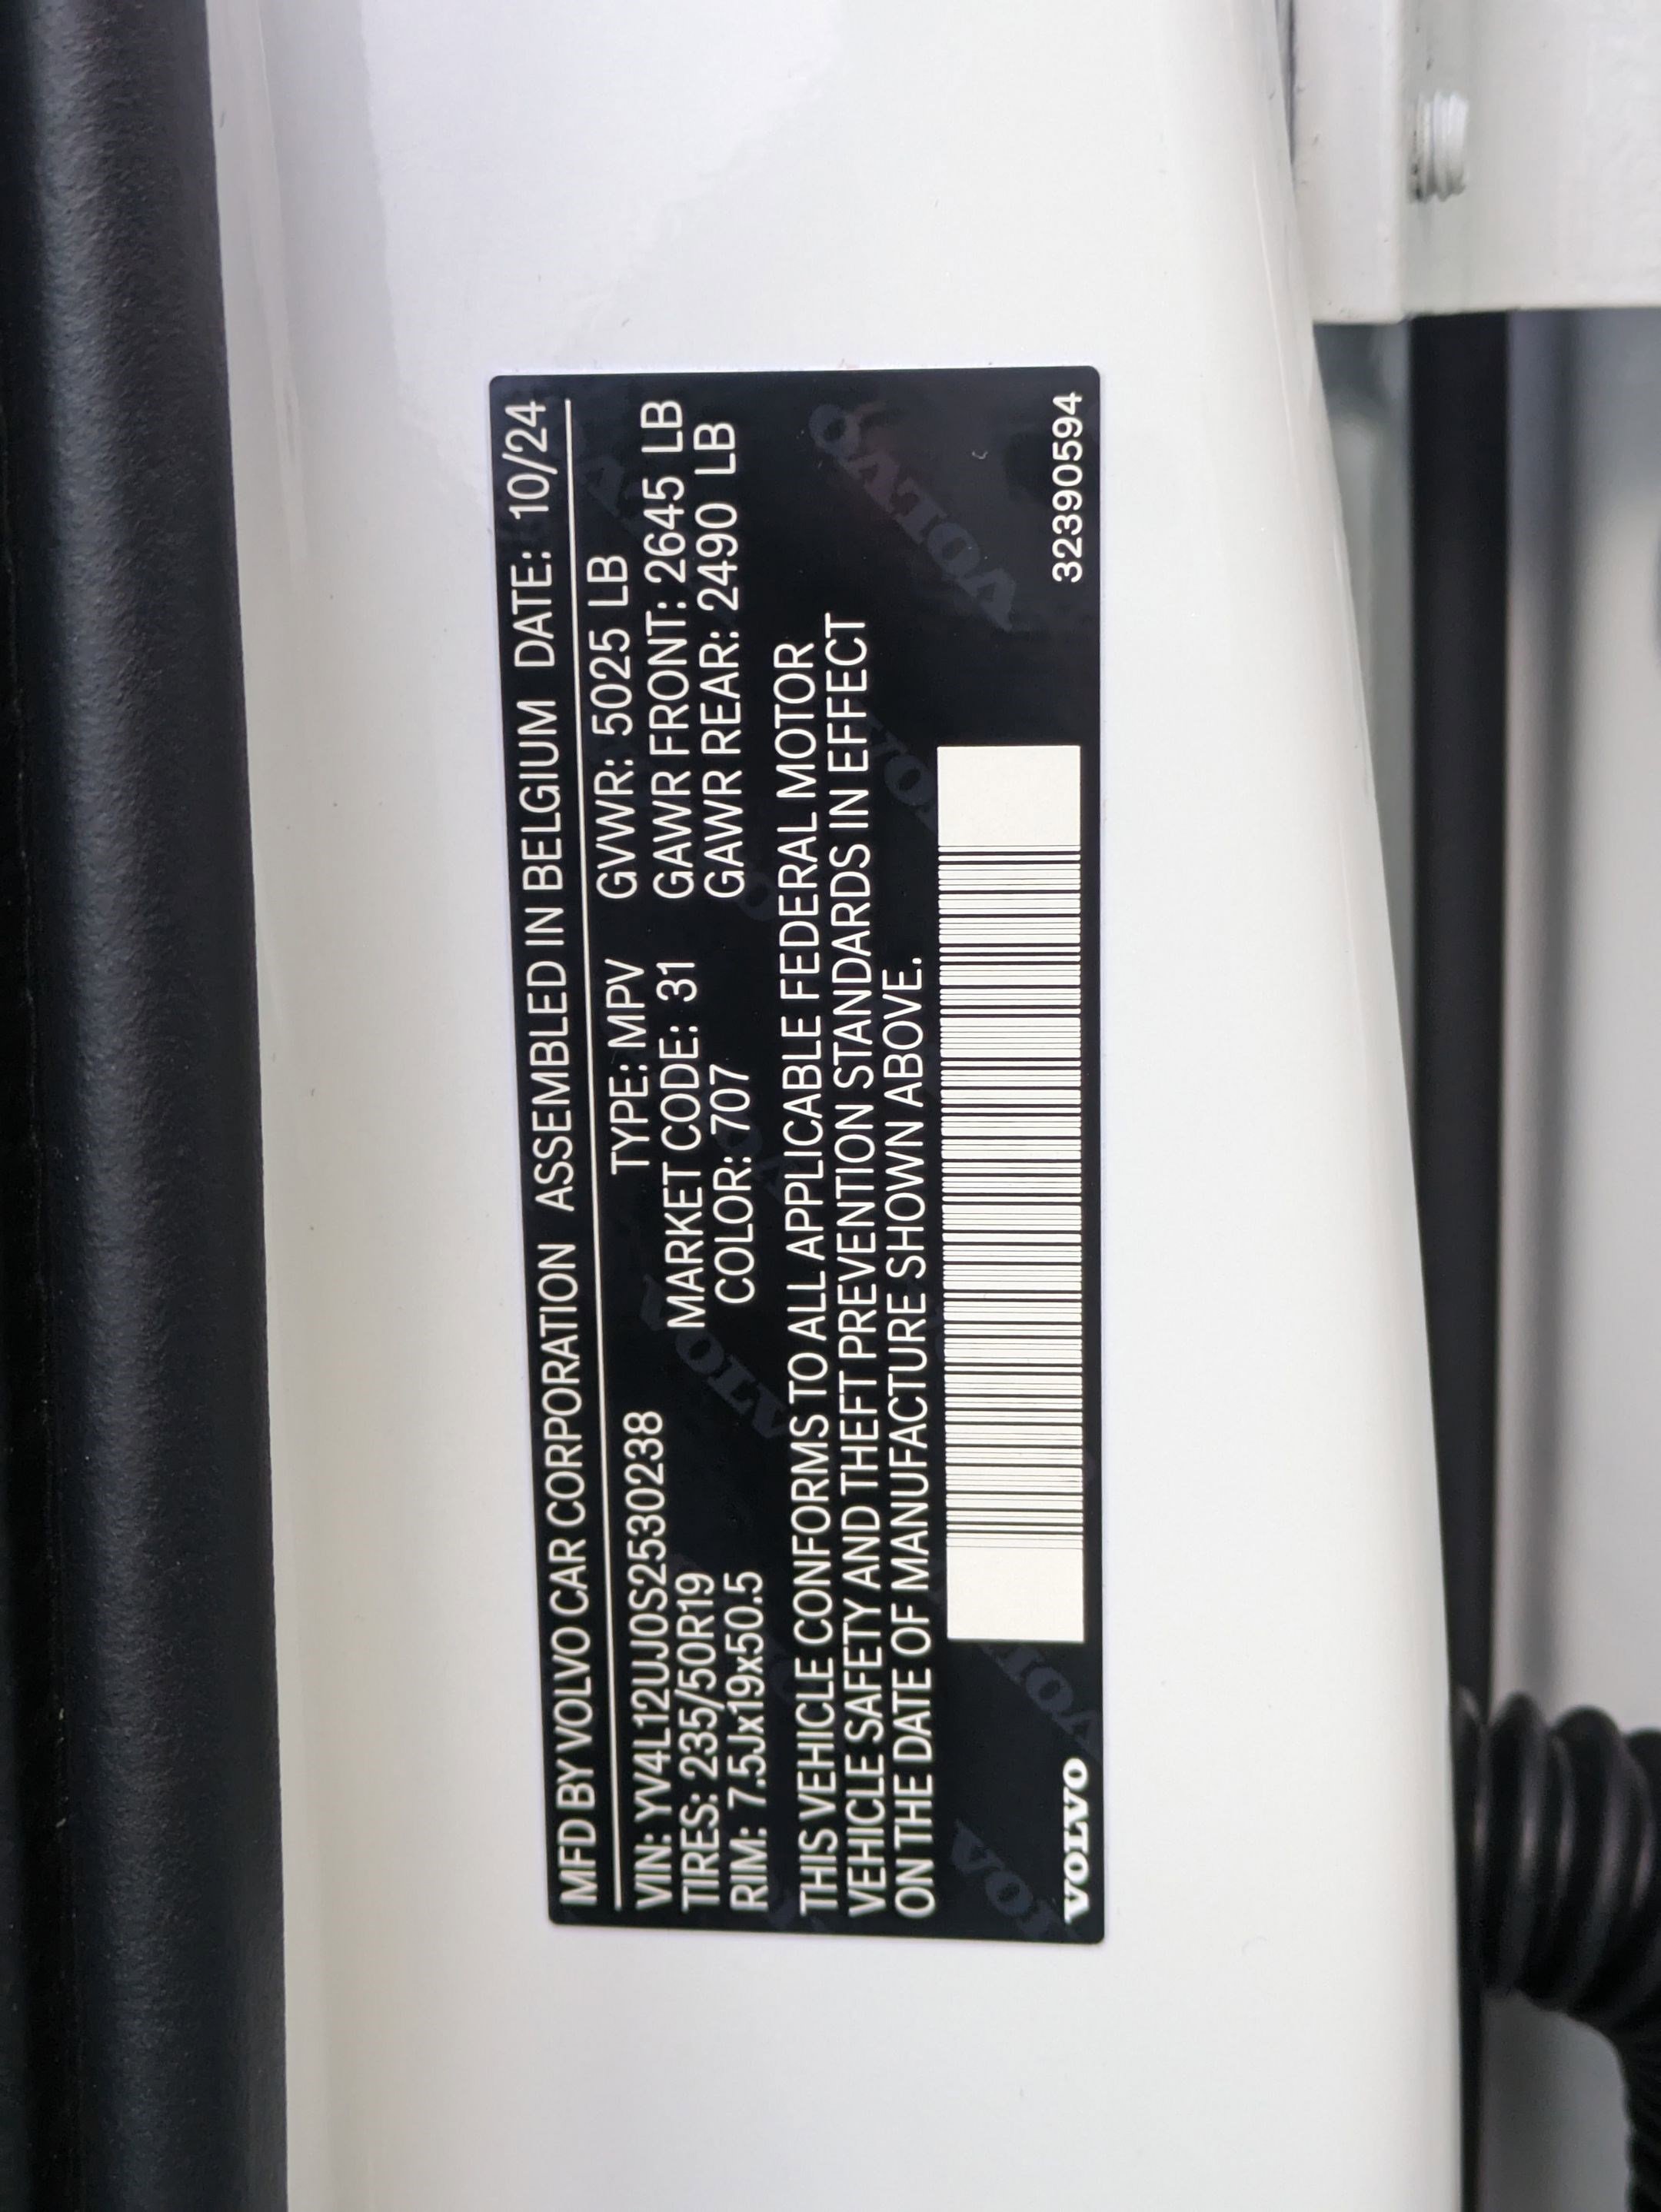 MFD BY VOLVO CAR CORPORATION ASSEMBLED IN BELGIUM DATE: 10/24
VIN: YV4L12UJ0S2530238 TYPE: MPV GVWR: 5025 LB
TIRES: 235/50R19 MARKET CODE: 31 GAWR FRONT: 2645 LB
RIM: 7.5Jx19x50.5 COLOR: 707 GAWR REAR: 2490 LB
THIS VEHICLE CONFORMS TO ALL APPLICABLE FEDERAL MOTOR
VEHICLE SAFETY AND THEFT PREVENTION STANDARDS IN EFFECT
ON THE DATE OF MANUFACTURE SHOWN ABOVE.
VOLVO 32390594